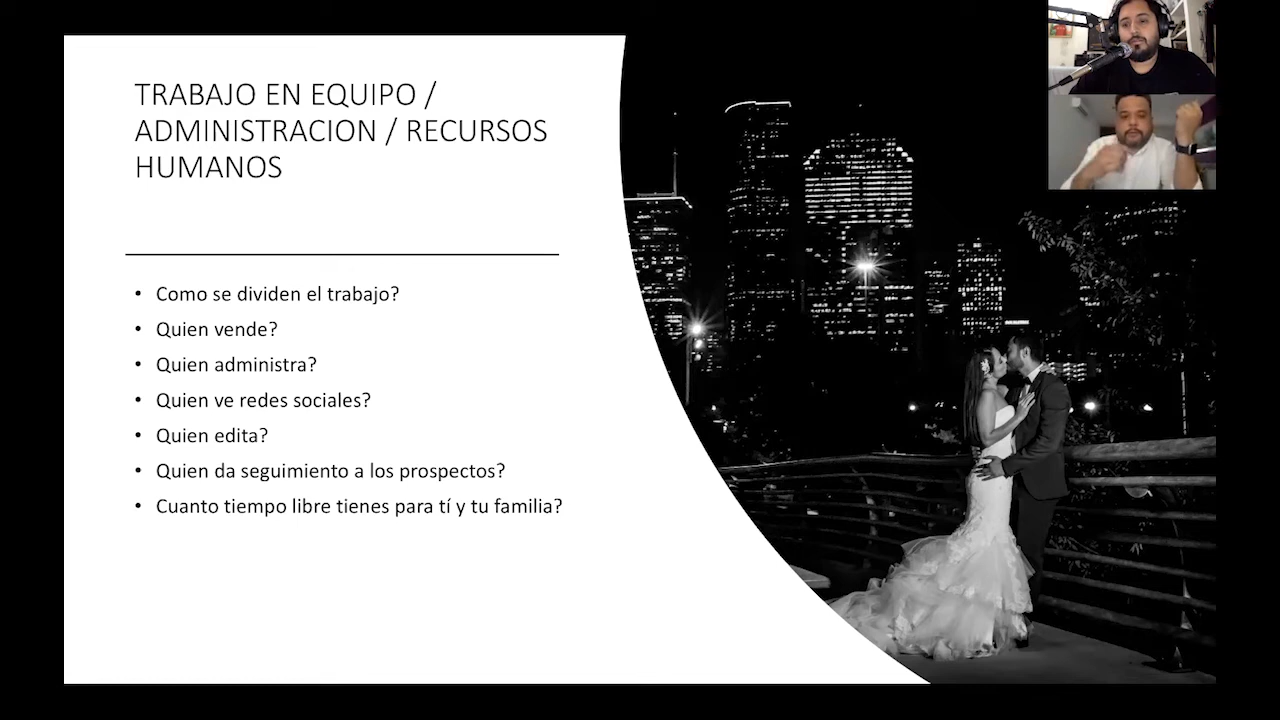 TRABAJO EN EQUIPO /
ADMINISTRACION / RECURSOS
HUMANOS
• Como se dividen el trabajo?
• Quien vende?
• Quien administra?
• Quien ve redes sociales?
• Quien edita?
• Quien da seguimiento a los prospectos?
• Cuanto tiempo libre tienes para tí y tu familia?